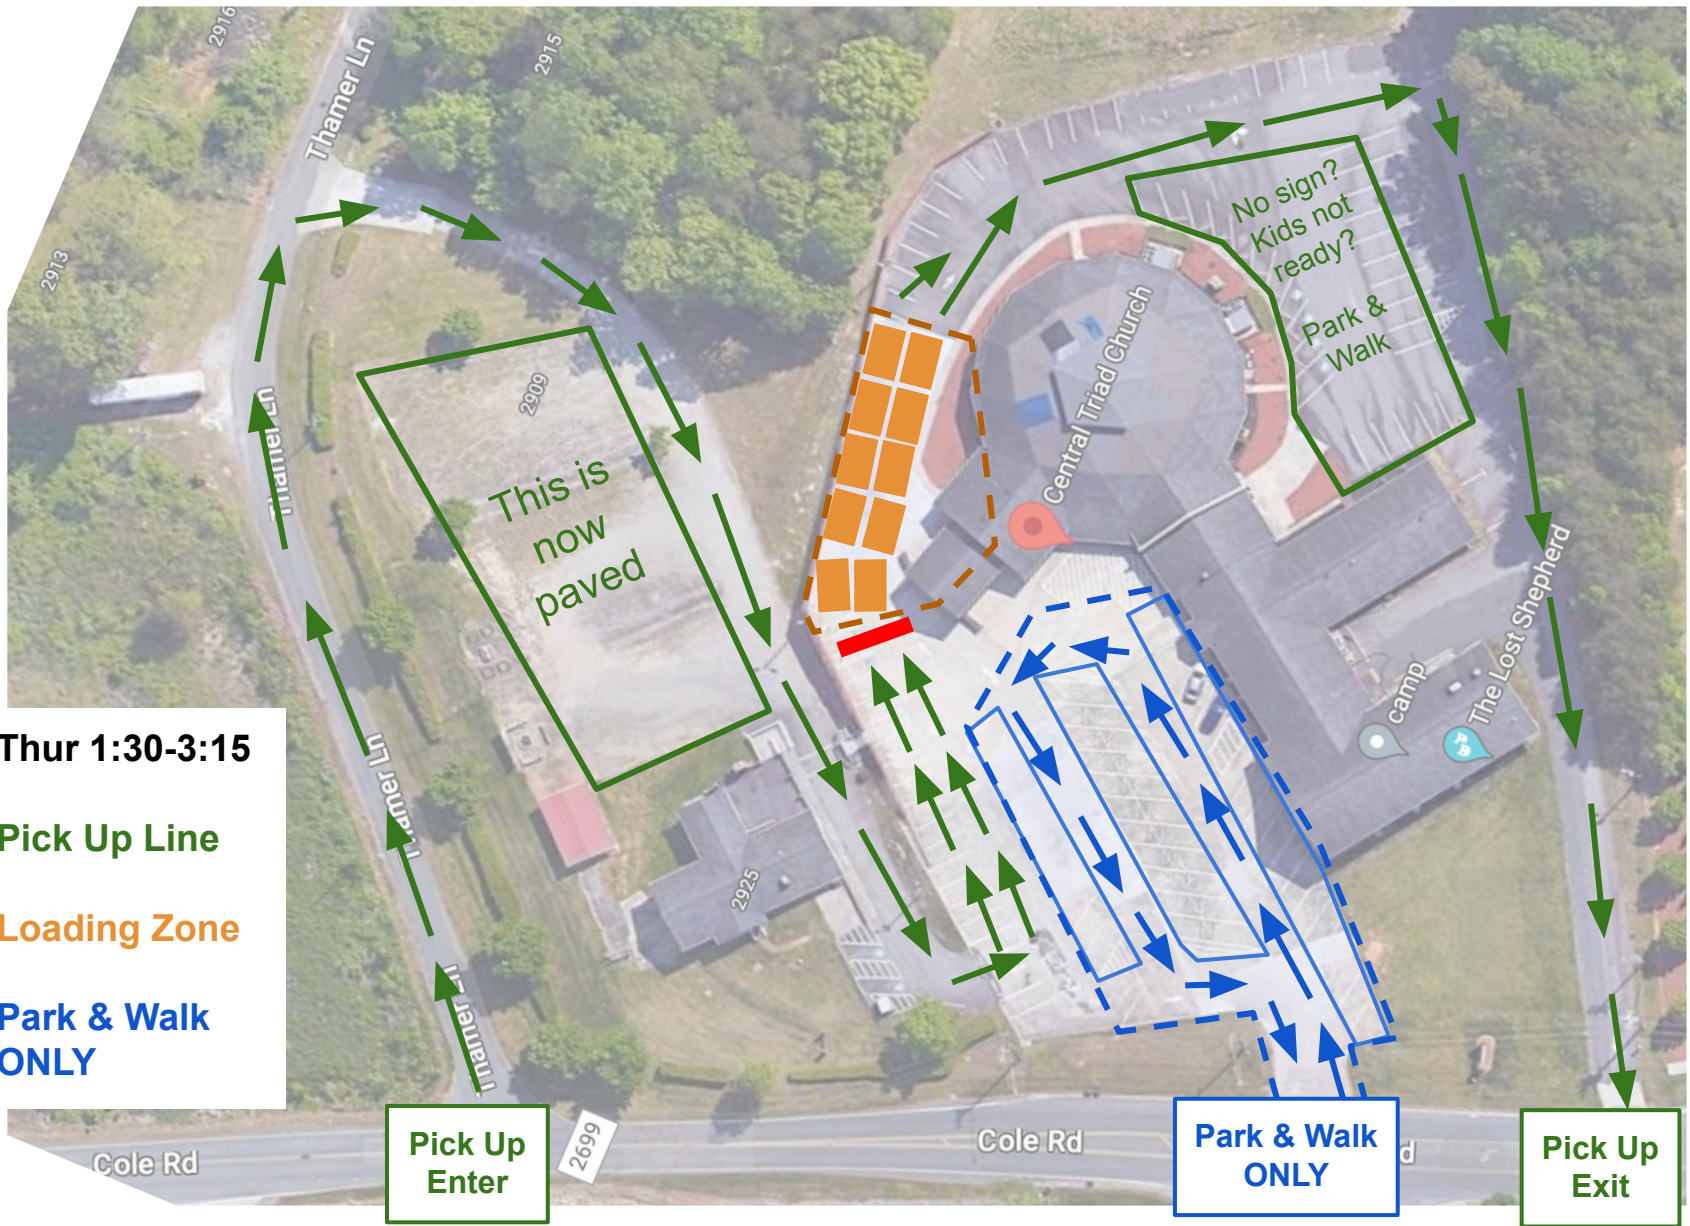 2916
2915
Thamer Ln
2913
No sign?
Kids not
ready?
Park &
Walk
Central Triad Church
2909
Thamer Ln
This is
now
paved
The Lost Shepherd
camp
Thur 1:30-3:15
Pick Up Line
Loading Zone
Park & Walk
ONLY
Thamer Ln
2925
Thamer Ln
Pick Up
Enter
2699
Cole Rd
Cole Rd
Park & Walk
ONLY
d
Pick Up
Exit